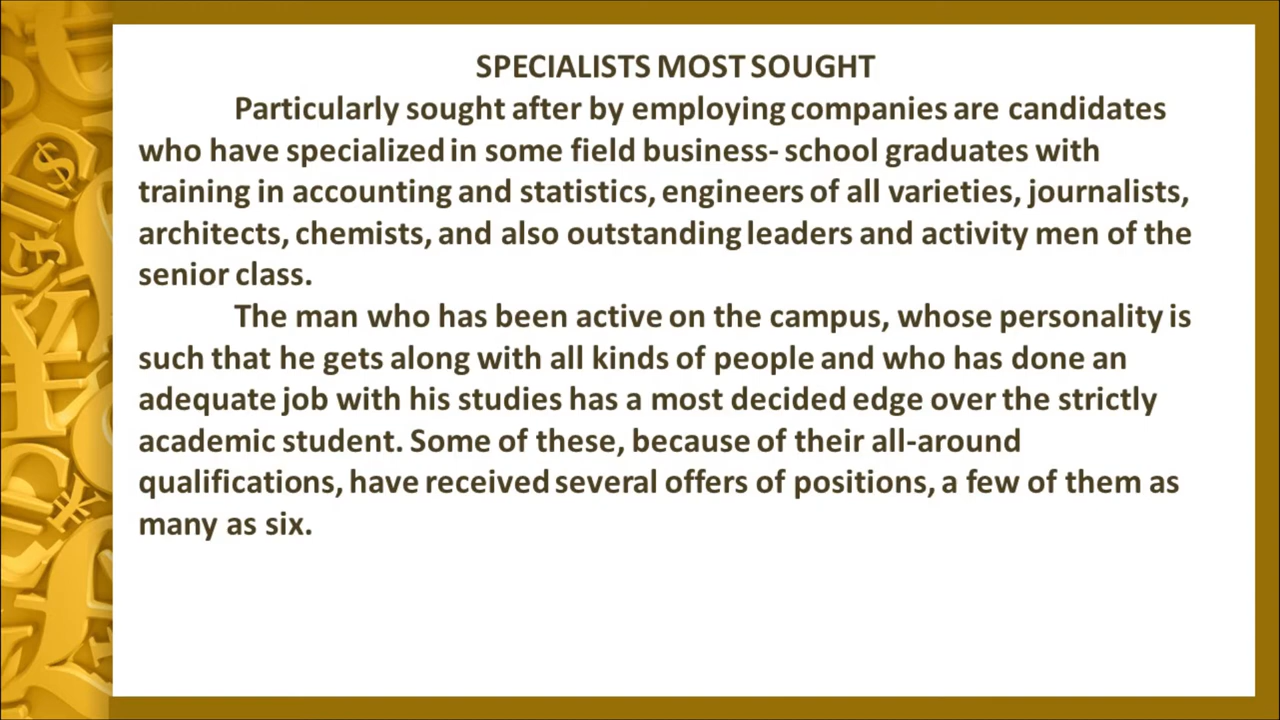 SPECIALISTS MOST SOUGHT
Particularly sought after by employing companies are candidates
who have specialized in some field business- school graduates with
training in accounting and statistics, engineers of all varieties, journalists,
architects, chemists, and also outstanding leaders and activity men of the
senior class.
The man who has been active on the campus, whose personality is
such that he gets along with all kinds of people and who has done an
adequate job with his studies has a most decided edge over the strictly
academic student. Some of these, because of their all-around
qualifications, have received several offers of positions, a few of them as
many as six.